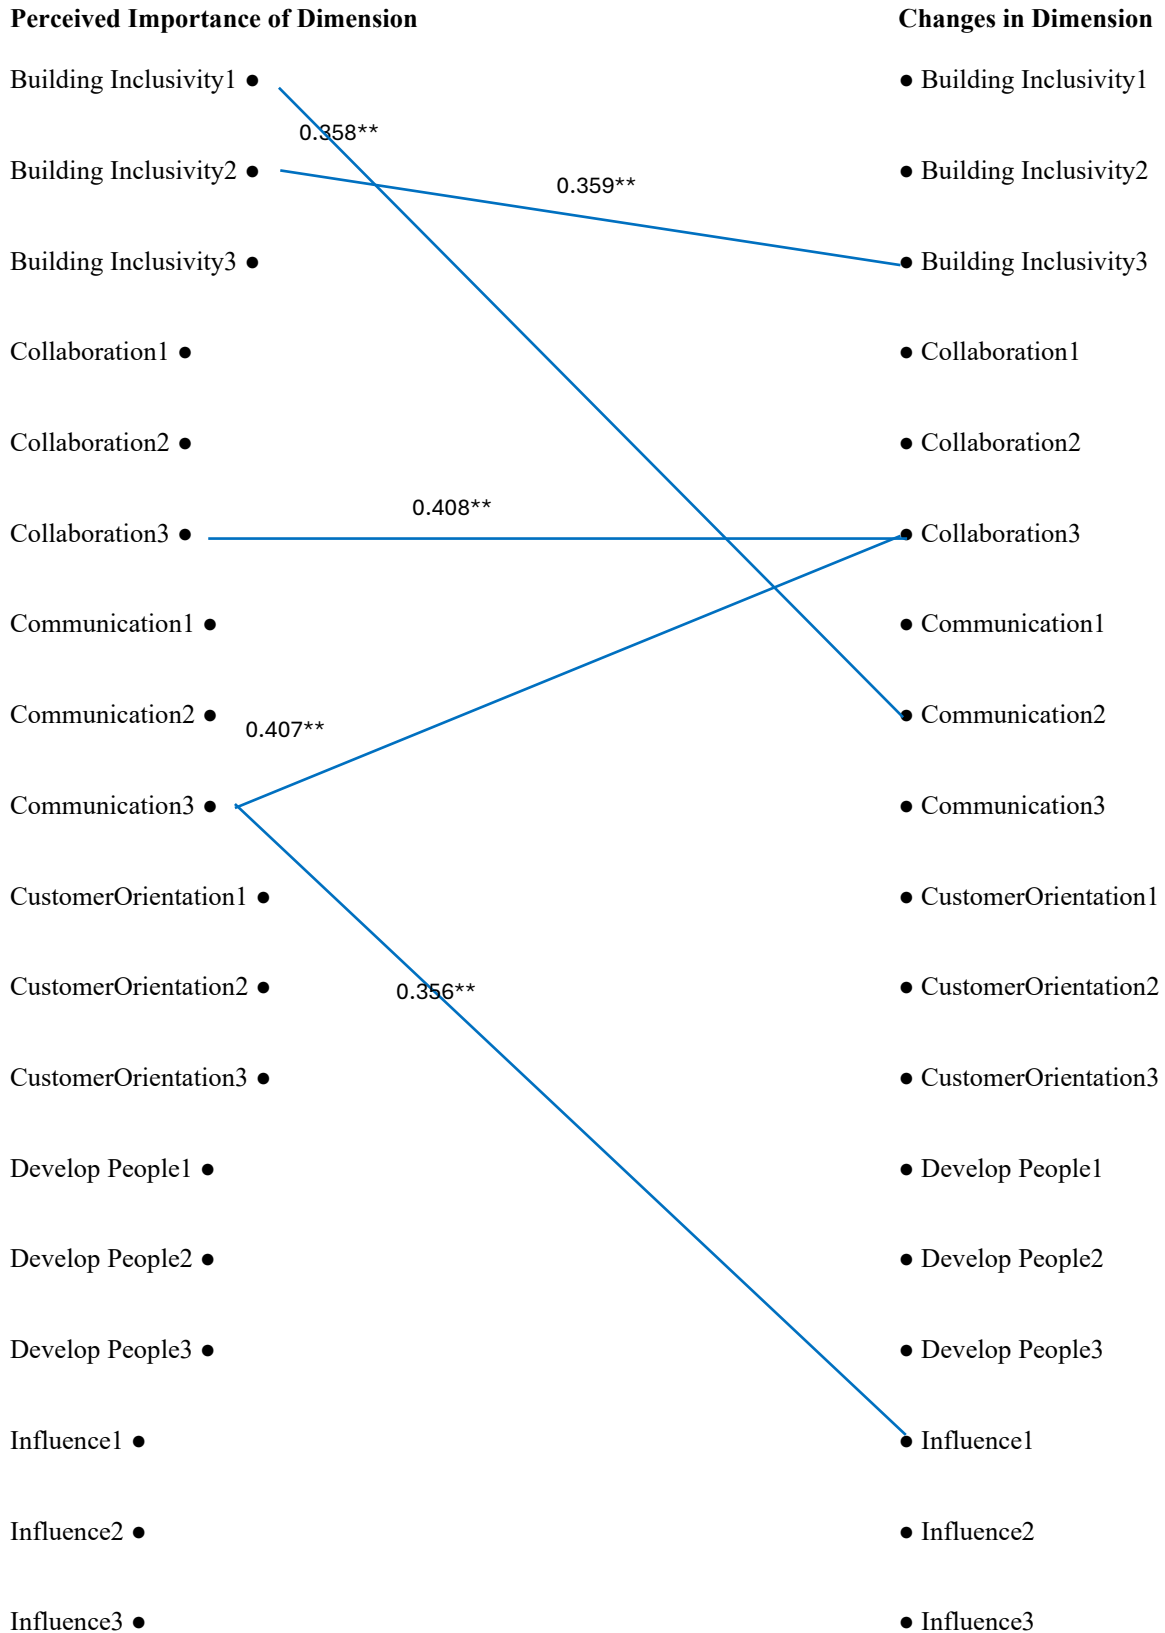 Perceived Importance of Dimension Changes in Dimension
Building Inclusivity1 ● ● Building Inclusivity1
0.358**
Building Inclusivity2 ● ● Building Inclusivity2
0.359**
Building Inclusivity3 ● ● Building Inclusivity3
Collaboration1 ● ● Collaboration1
Collaboration2 ● ● Collaboration2
0.408**
Collaboration3 ● ● Collaboration3
Communication1 ● ● Communication1
Communication2 ● ● Communication2
0.407**
Communication3 ● ● Communication3
CustomerOrientation1 ● ● CustomerOrientation1
CustomerOrientation2 ● ● CustomerOrientation2
0.356**
CustomerOrientation3 ● ● CustomerOrientation3
Develop People1 ● ● Develop People1
Develop People2 ● ● Develop People2
Develop People3 ● ● Develop People3
Influence1 ● ● Influence1
Influence2 ● ● Influence2
Influence3 ● ● Influence3